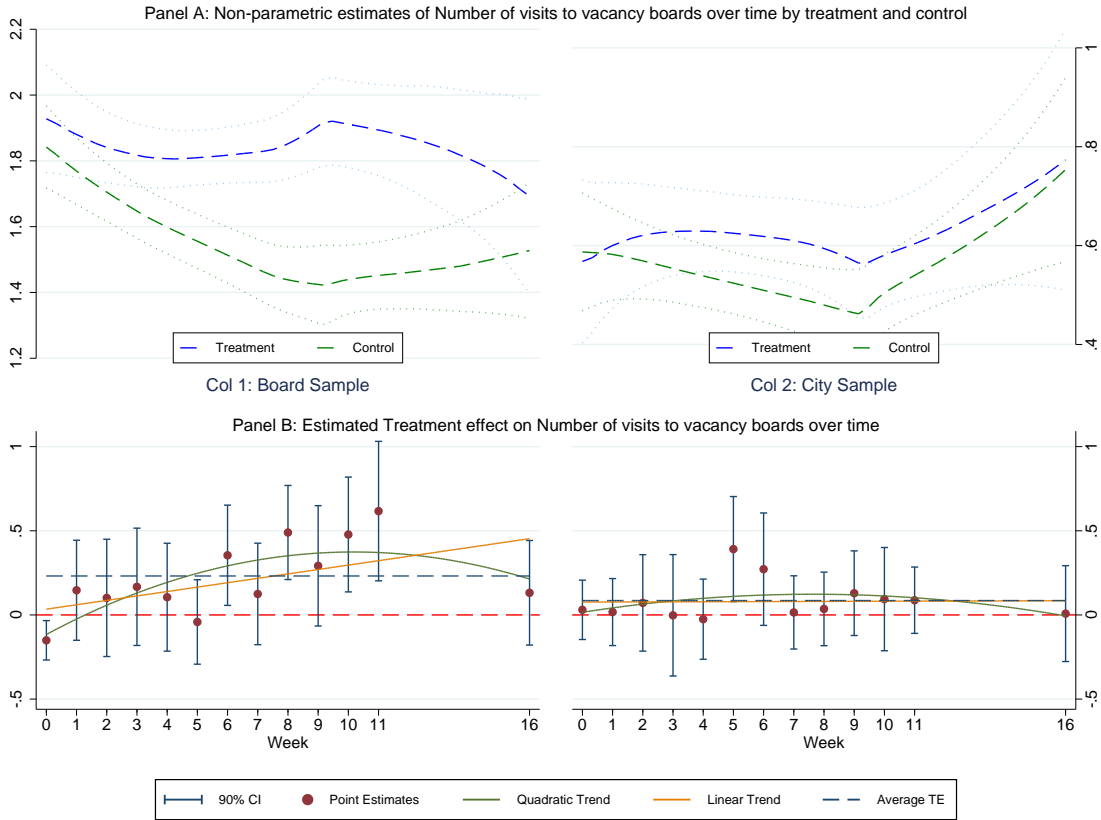 Panel A: Non-parametric estimates of Number of visits to vacancy boards over time by treatment and control
2.2
2
1.8
1.6
1.4
1.2
1
.8
.6
.4
Treatment Control
Treatment Control
Col 1: Board Sample
Col 2: City Sample
Panel B: Estimated Treatment effect on Number of visits to vacancy boards over time
1
.5
0
-.5
1
.5
0
-.5
0 1 2 3 4 5 6 7 8 9 10 11 16
Week
0 1 2 3 4 5 6 7 8 9 10 11 16
Week
90% CI Point Estimates Quadratic Trend Linear Trend Average TE